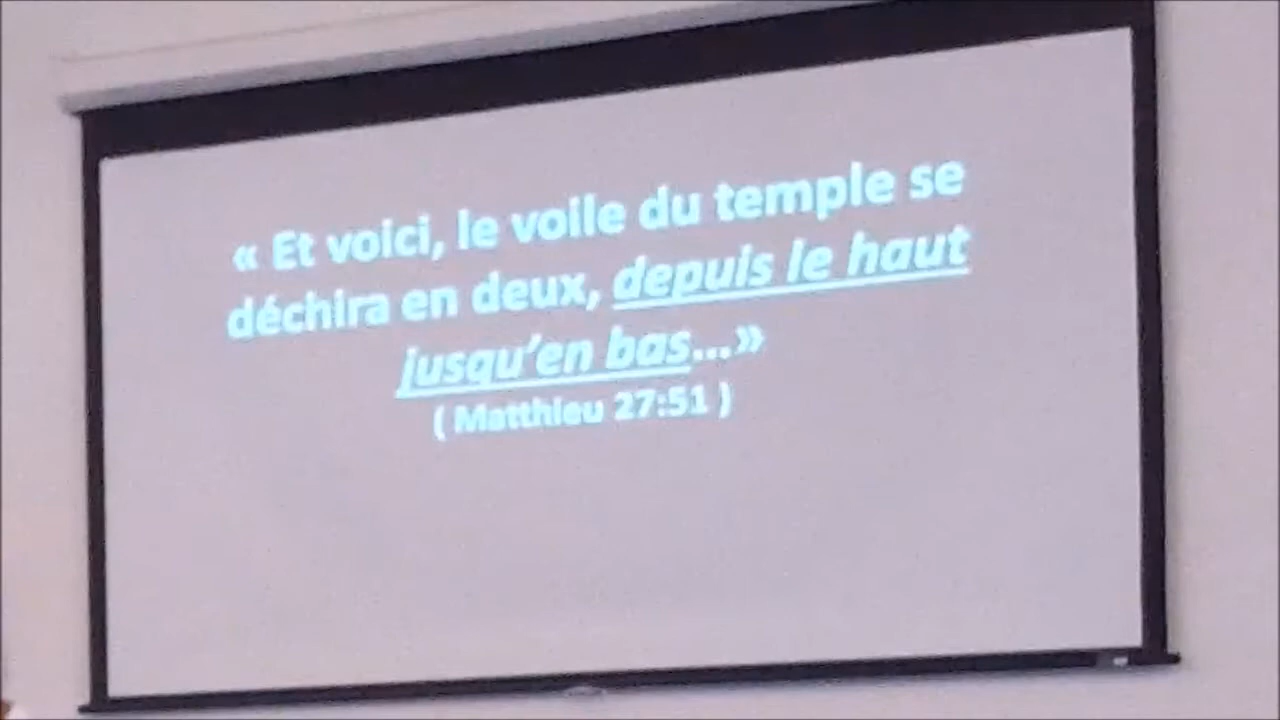 « Et voici, le voile du temple se
déchira en deux, depuis le haut
jusqu'en bas...»
( Matthieu 27:51 )